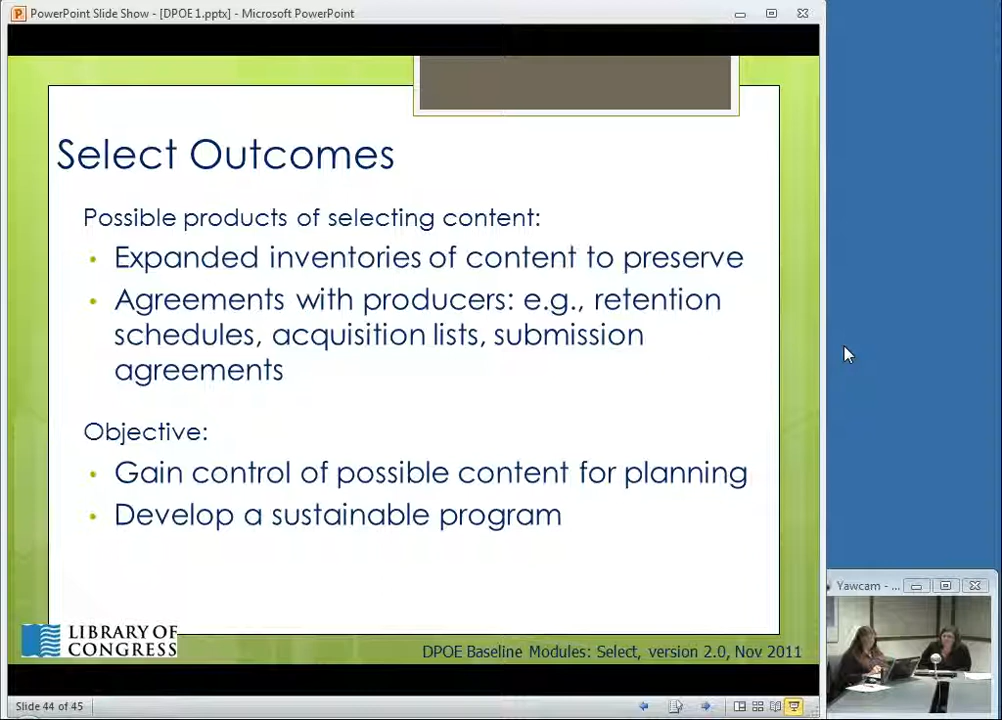 PowerPoint Slide Show - [DPOE 1.pptx] - Microsoft PowerPoint
Select Outcomes
Possible products of selecting content:
• Expanded inventories of content to preserve
• Agreements with producers: e.g., retention
schedules, acquisition lists, submission
agreements
Objective:
• Gain control of possible content for planning
• Develop a sustainable program
LIBRARY OF
CONGRESS
DPOE Baseline Modules: Select, version 2.0, Nov 2011
Yawcam - ...
Slide 44 of 45